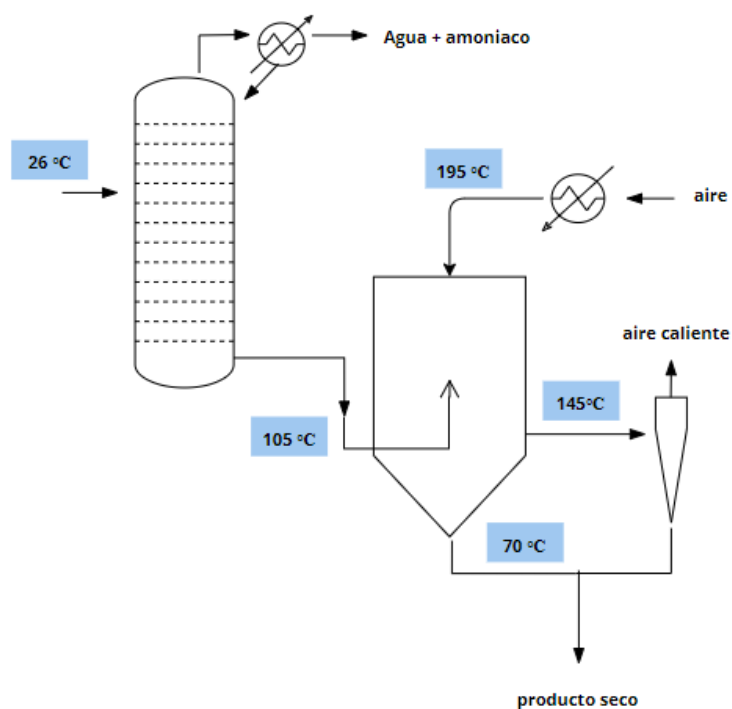 Agua + amoniaco
26 °C
195 °C
aire
aire caliente
145°C
105 °C
70 °C
producto seco